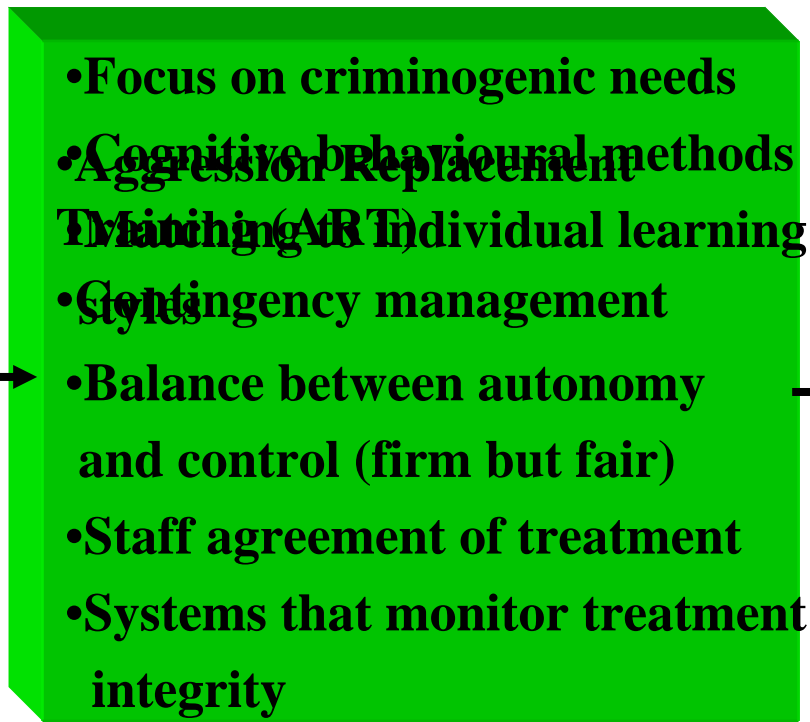 •Focus on criminogenic needs
•Cognitive behavioural methods
•Aggression Replacement
•Matching to individual learning
Training (ART)
•Contingency management
styles
•Balance between autonomy
and control (firm but fair)
•Staff agreement of treatment
•Systems that monitor treatment
integrity